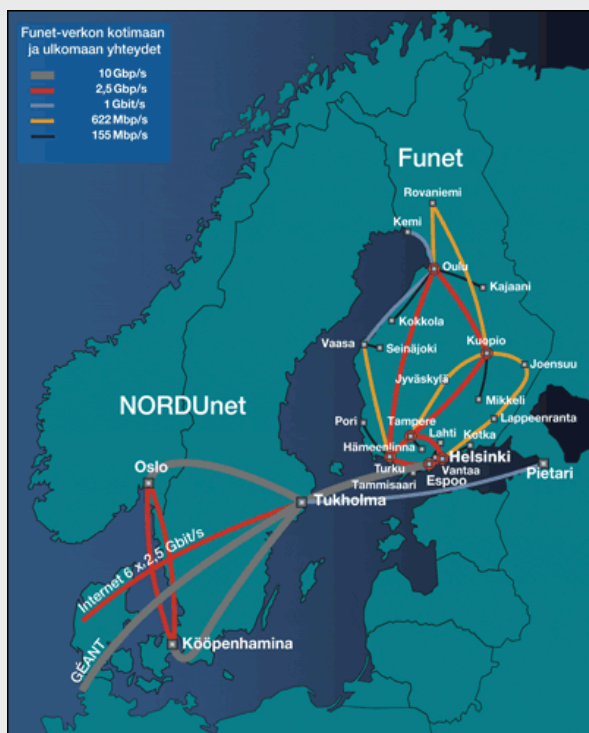 Funet-verkon kotimaan
ja ulkomaan yhteydet
10 Gbp/s
2,5 Gbp/s
1 Gbit/s
622 Mbp/s
155 Mbp/s
Funet
Rovaniemi
Kemi
Oulu
Kajaani
Kokkola
Vaasa
Seinäjoki
Kuopio
Joensuu
Jyväskylä
Mikkeli
NORDUnet
Pori
Tampere
Lappeenranta
Lahti
Kotka
Hämeenlinna
Helsinki
Turku
Vantaa
Pietari
Tammisaari
Espoo
Oslo
Tukholma
Internet 6 x 2,5 Gbit/s
GÉANT
Kööpenhamina